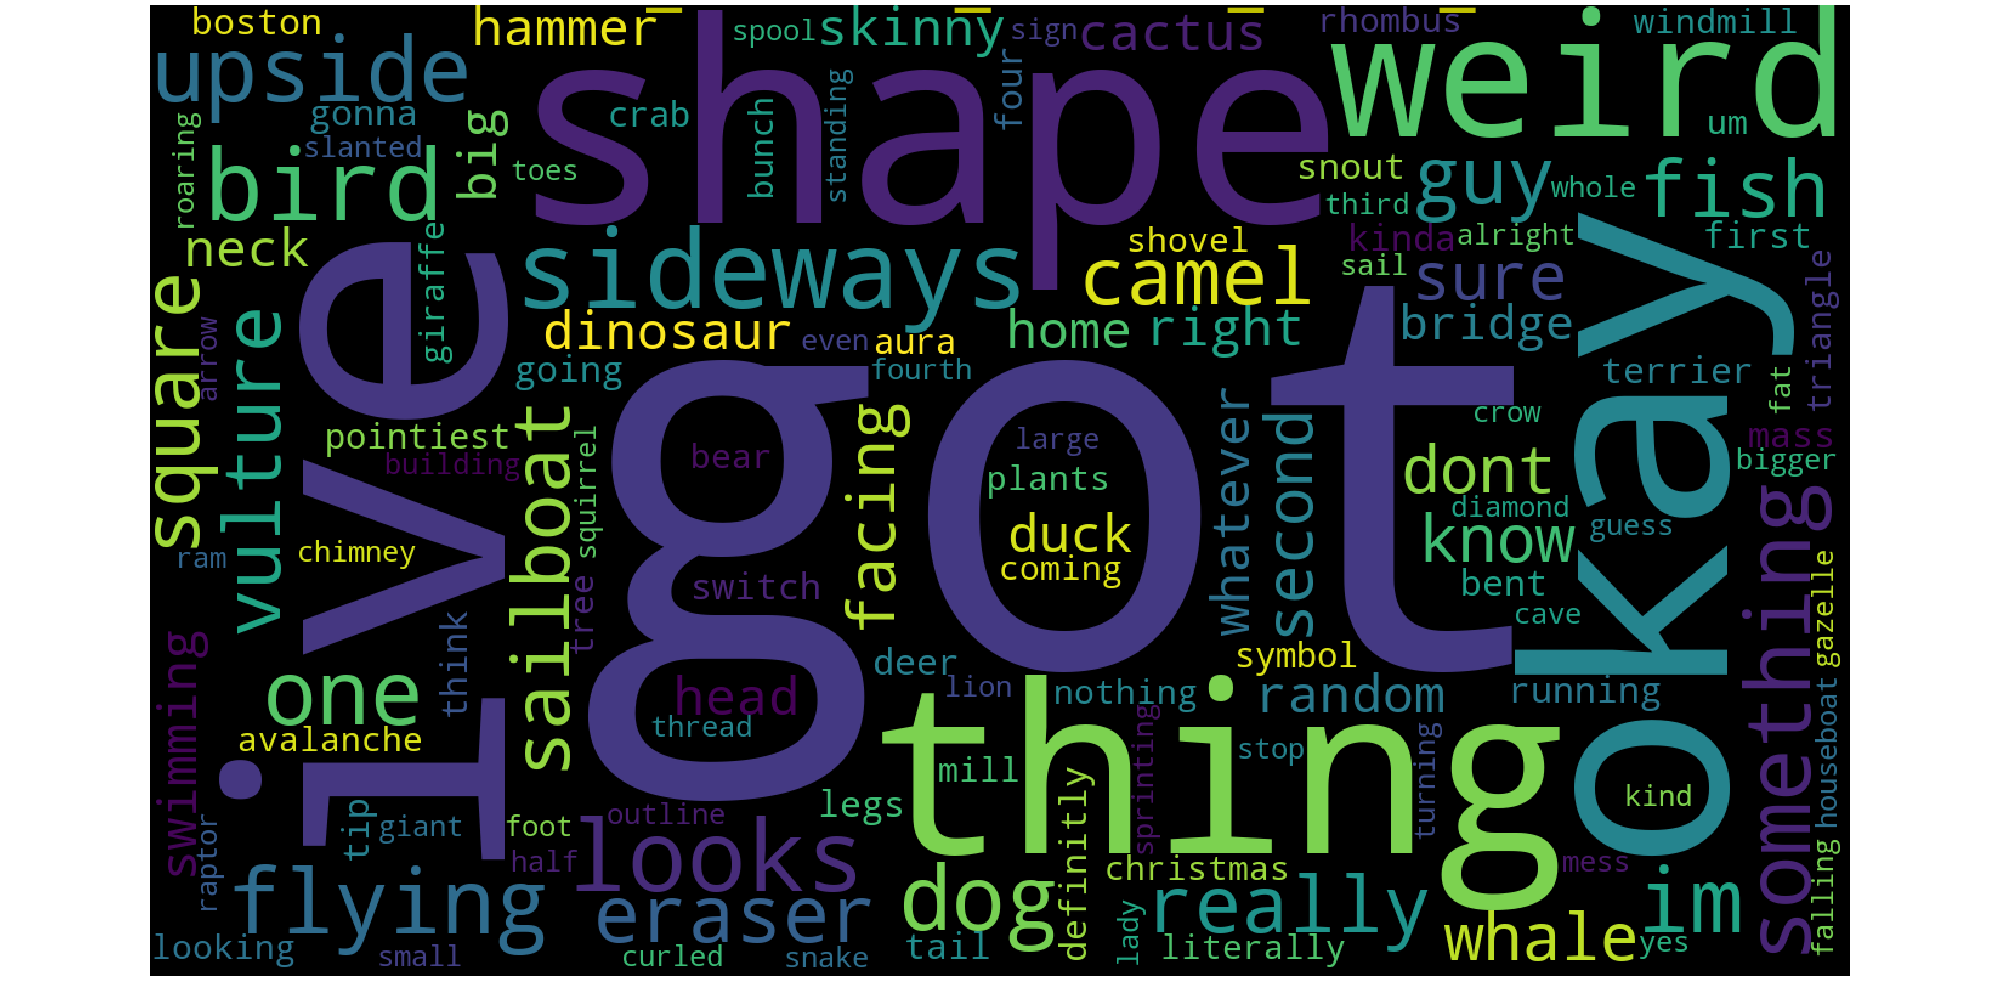 boston
hammer
spool
skinny
sign
cactus
rhombus
windmill
upside
shape
weird
four
gonna
crab
um
big
bunch
standing
slanted
roaring
bird
toes
snout
guy
whole
fish
third
neck
giraffe
sideways
shovel
kinda
alright
first
camel
sail
sure
square
vulture
arrow
dinosaur
even
aura
home
right
bridge
triangle
going
fourth
terrier
fat
i've
got
okay
pointiest
building
sailboat
squirrel
bear
facing
large
plants
whatever
second
crow
dont
mass
bigger
diamond
know
guess
ram
chimney
duck
coming
switch
bent
something
gazelle
tree
cave
swimming
think
one
head
deer
lion
nothing
symbol
random
running
avalanche
thread
thing
sprinting
stop
turning
houseboat
mill
kind
raptor
tip
giant
foot
outline
legs
half
looks
definitly
christmas
mess
falling
flying
eraser
dog
lady
really
im
whale
looking
small
curled
snake
tail
literally
yes